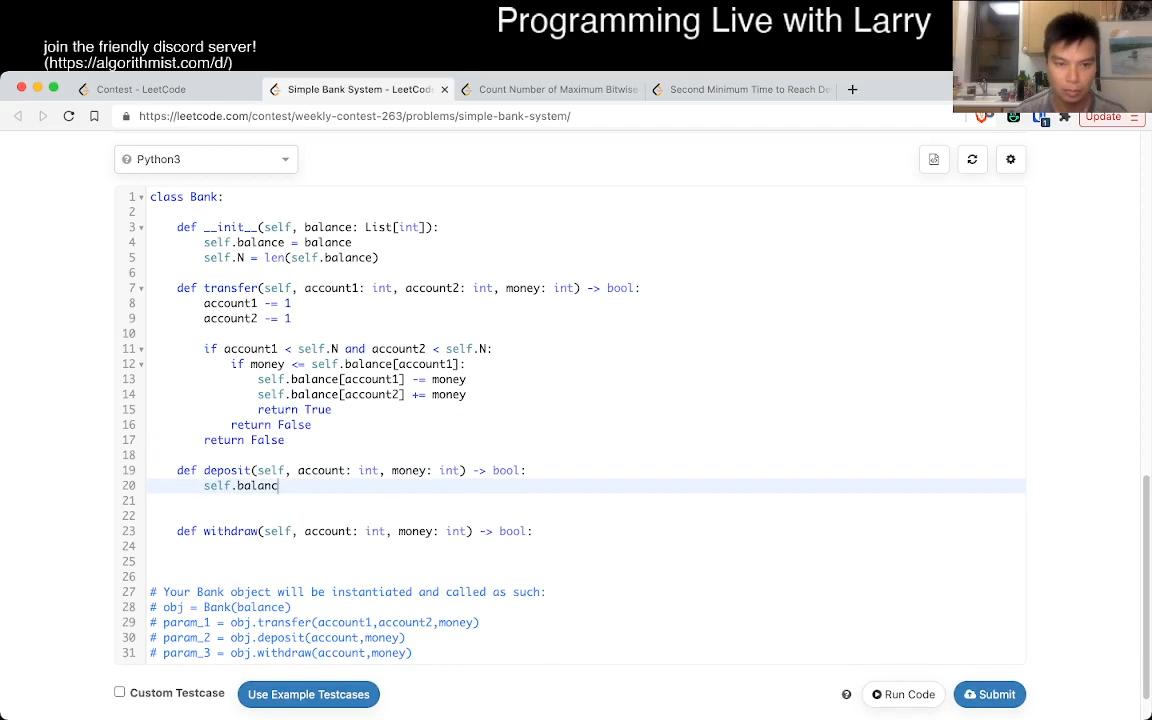 Programming Live with Larry
join the friendly discord server!
(https://algorithmist.com/d/)
Contest - LeetCode
Simple Bank System - LeetCode
Count Number of Maximum Bitwise
Second Minimum Time to Reach De
https://leetcode.com/contest/weekly-contest-263/problems/simple-bank-system/
Update
Python3
1 class Bank:
2
3     def __init__(self, balance: List[int]):
4         self.balance = balance
5         self.N = len(self.balance)
6
7     def transfer(self, account1: int, account2: int, money: int) -> bool:
8         account1 -= 1
9         account2 -= 1
10
11         if account1 < self.N and account2 < self.N:
12             if money <= self.balance[account1]:
13                 self.balance[account1] -= money
14                 self.balance[account2] += money
15                 return True
16             return False
17         return False
18
19     def deposit(self, account: int, money: int) -> bool:
20         self.balanc
21
22
23     def withdraw(self, account: int, money: int) -> bool:
24
25
26
27 # Your Bank object will be instantiated and called as such:
28 # obj = Bank(balance)
29 # param_1 = obj.transfer(account1,account2,money)
30 # param_2 = obj.deposit(account,money)
31 # param_3 = obj.withdraw(account,money)
Custom Testcase
Use Example Testcases
Run Code
Submit